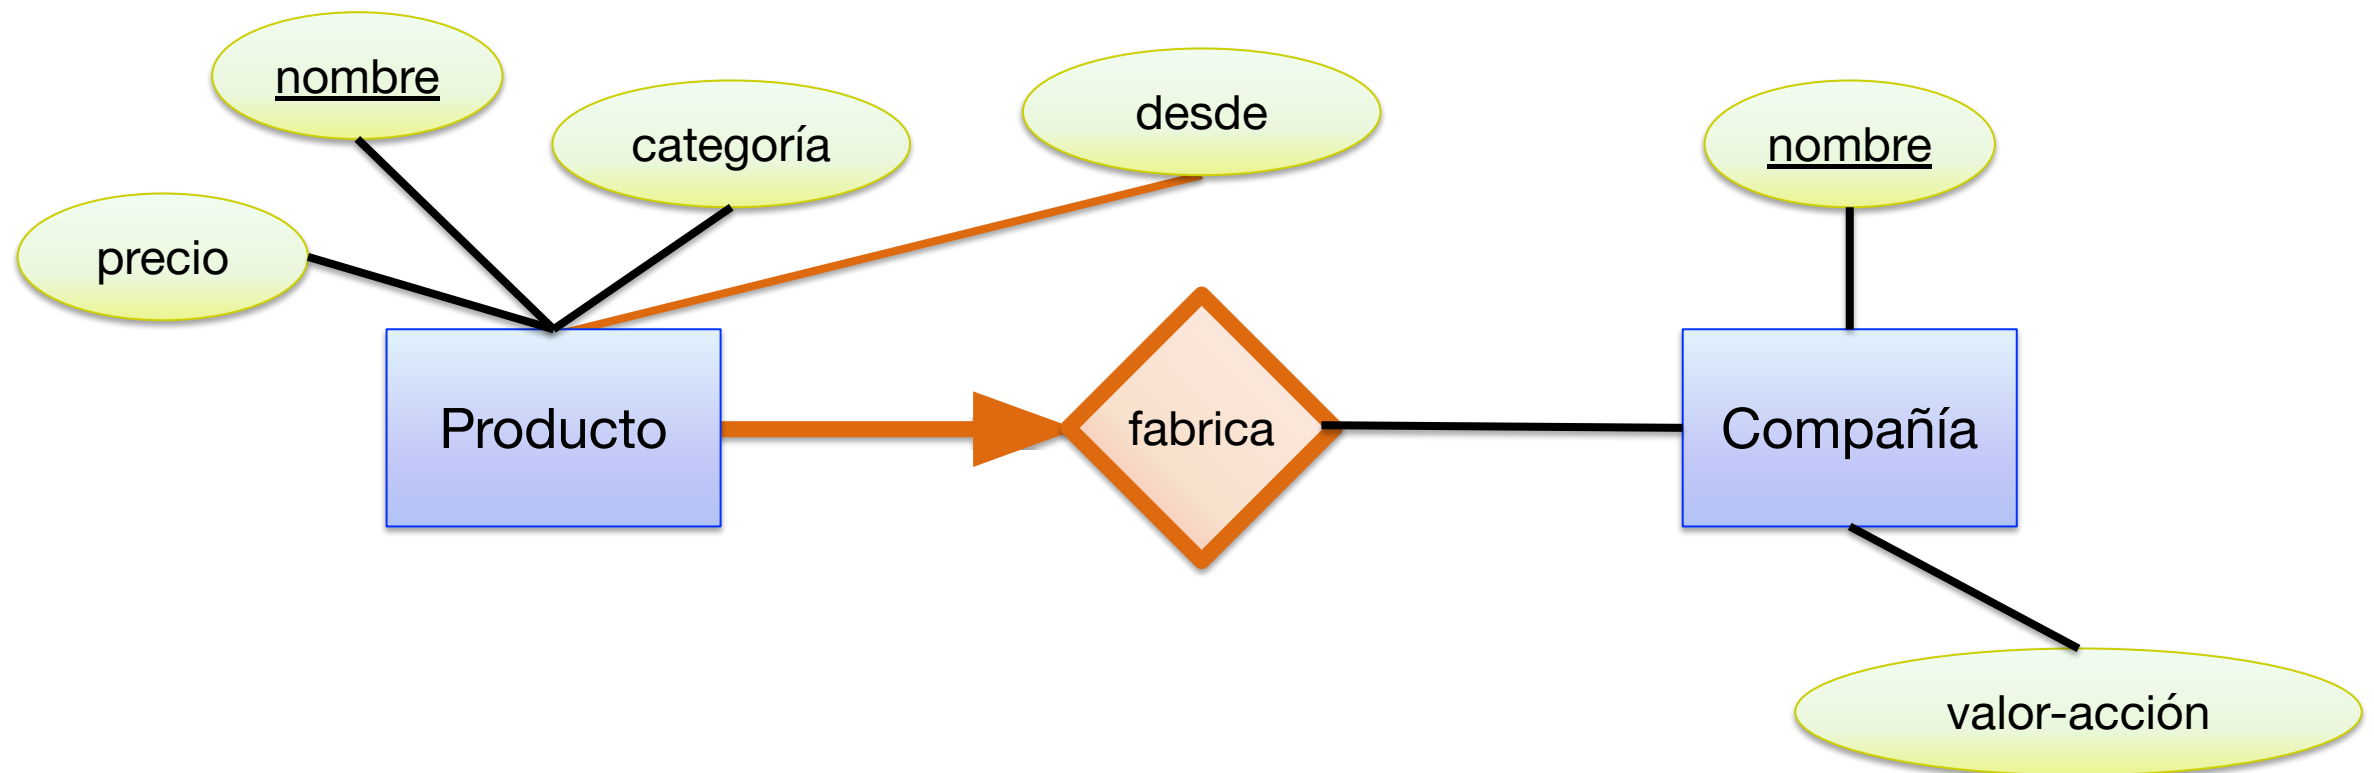 nombre
categoría
desde
nombre
precio
Producto
fabrica
Compañía
valor-acción